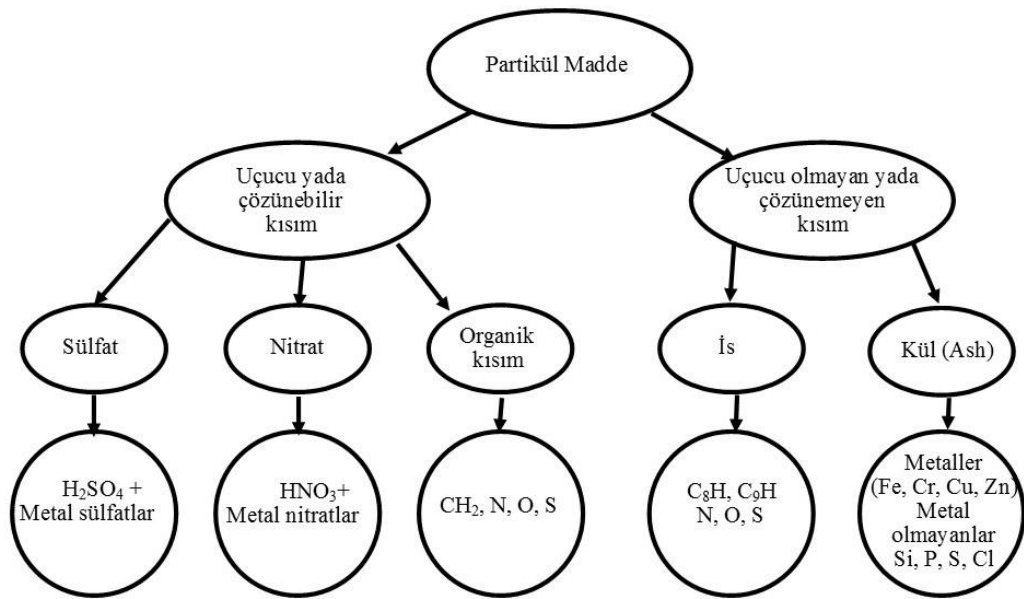 Partikül Madde
Uçucu yada
çözünebilir
kısım
Uçucu olmayan yada
çözünemeyen
kısım
Sülfat
Nitrat
Organik
kısım
İs
Kül (Ash)
H₂SO₄ +
Metal sülfatlar
HNO₃+
Metal nitratlar
CH₂, N, O, S
C₈H, C₉H
N, O, S
Metaller
(Fe, Cr, Cu, Zn)
Metal
olmayanlar
Si, P, S, Cl